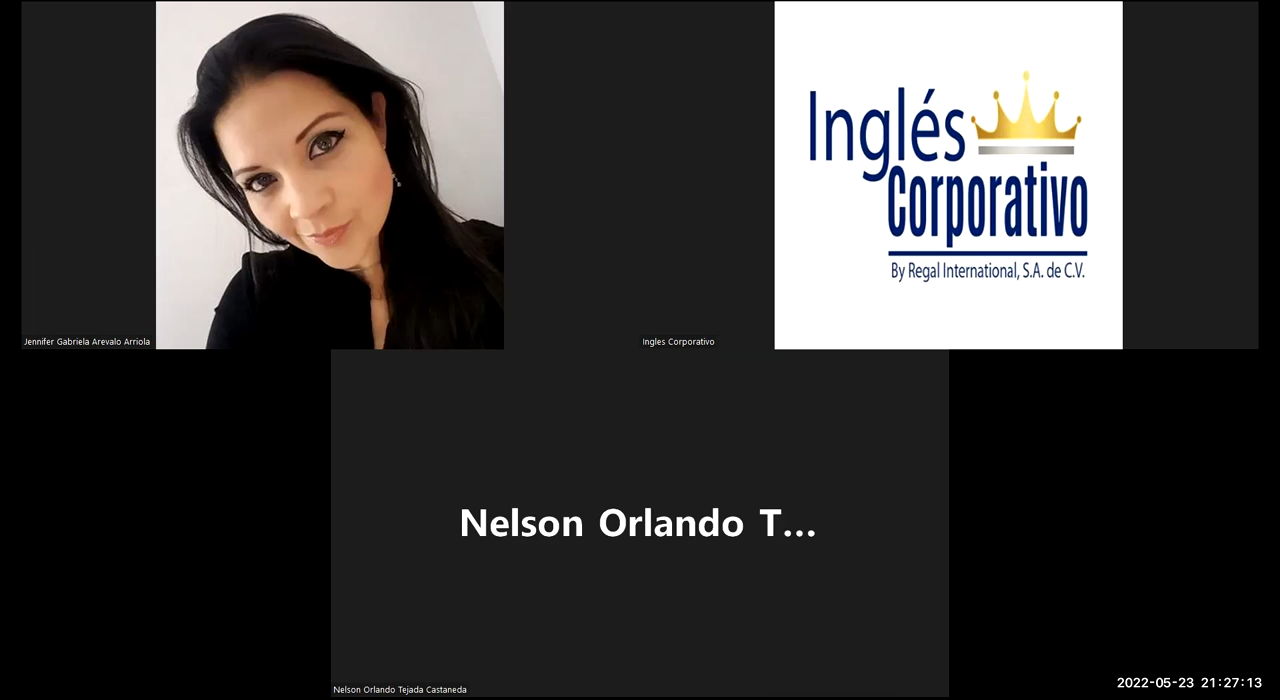 Inglés
Corporativo
By Regal International, S.A. de C.V.
Jennifer Gabriela Arevalo Arriola
Ingles Corporativo
Nelson Orlando T...
Nelson Orlando Tejada Castaneda
2022-05-23 21:27:13